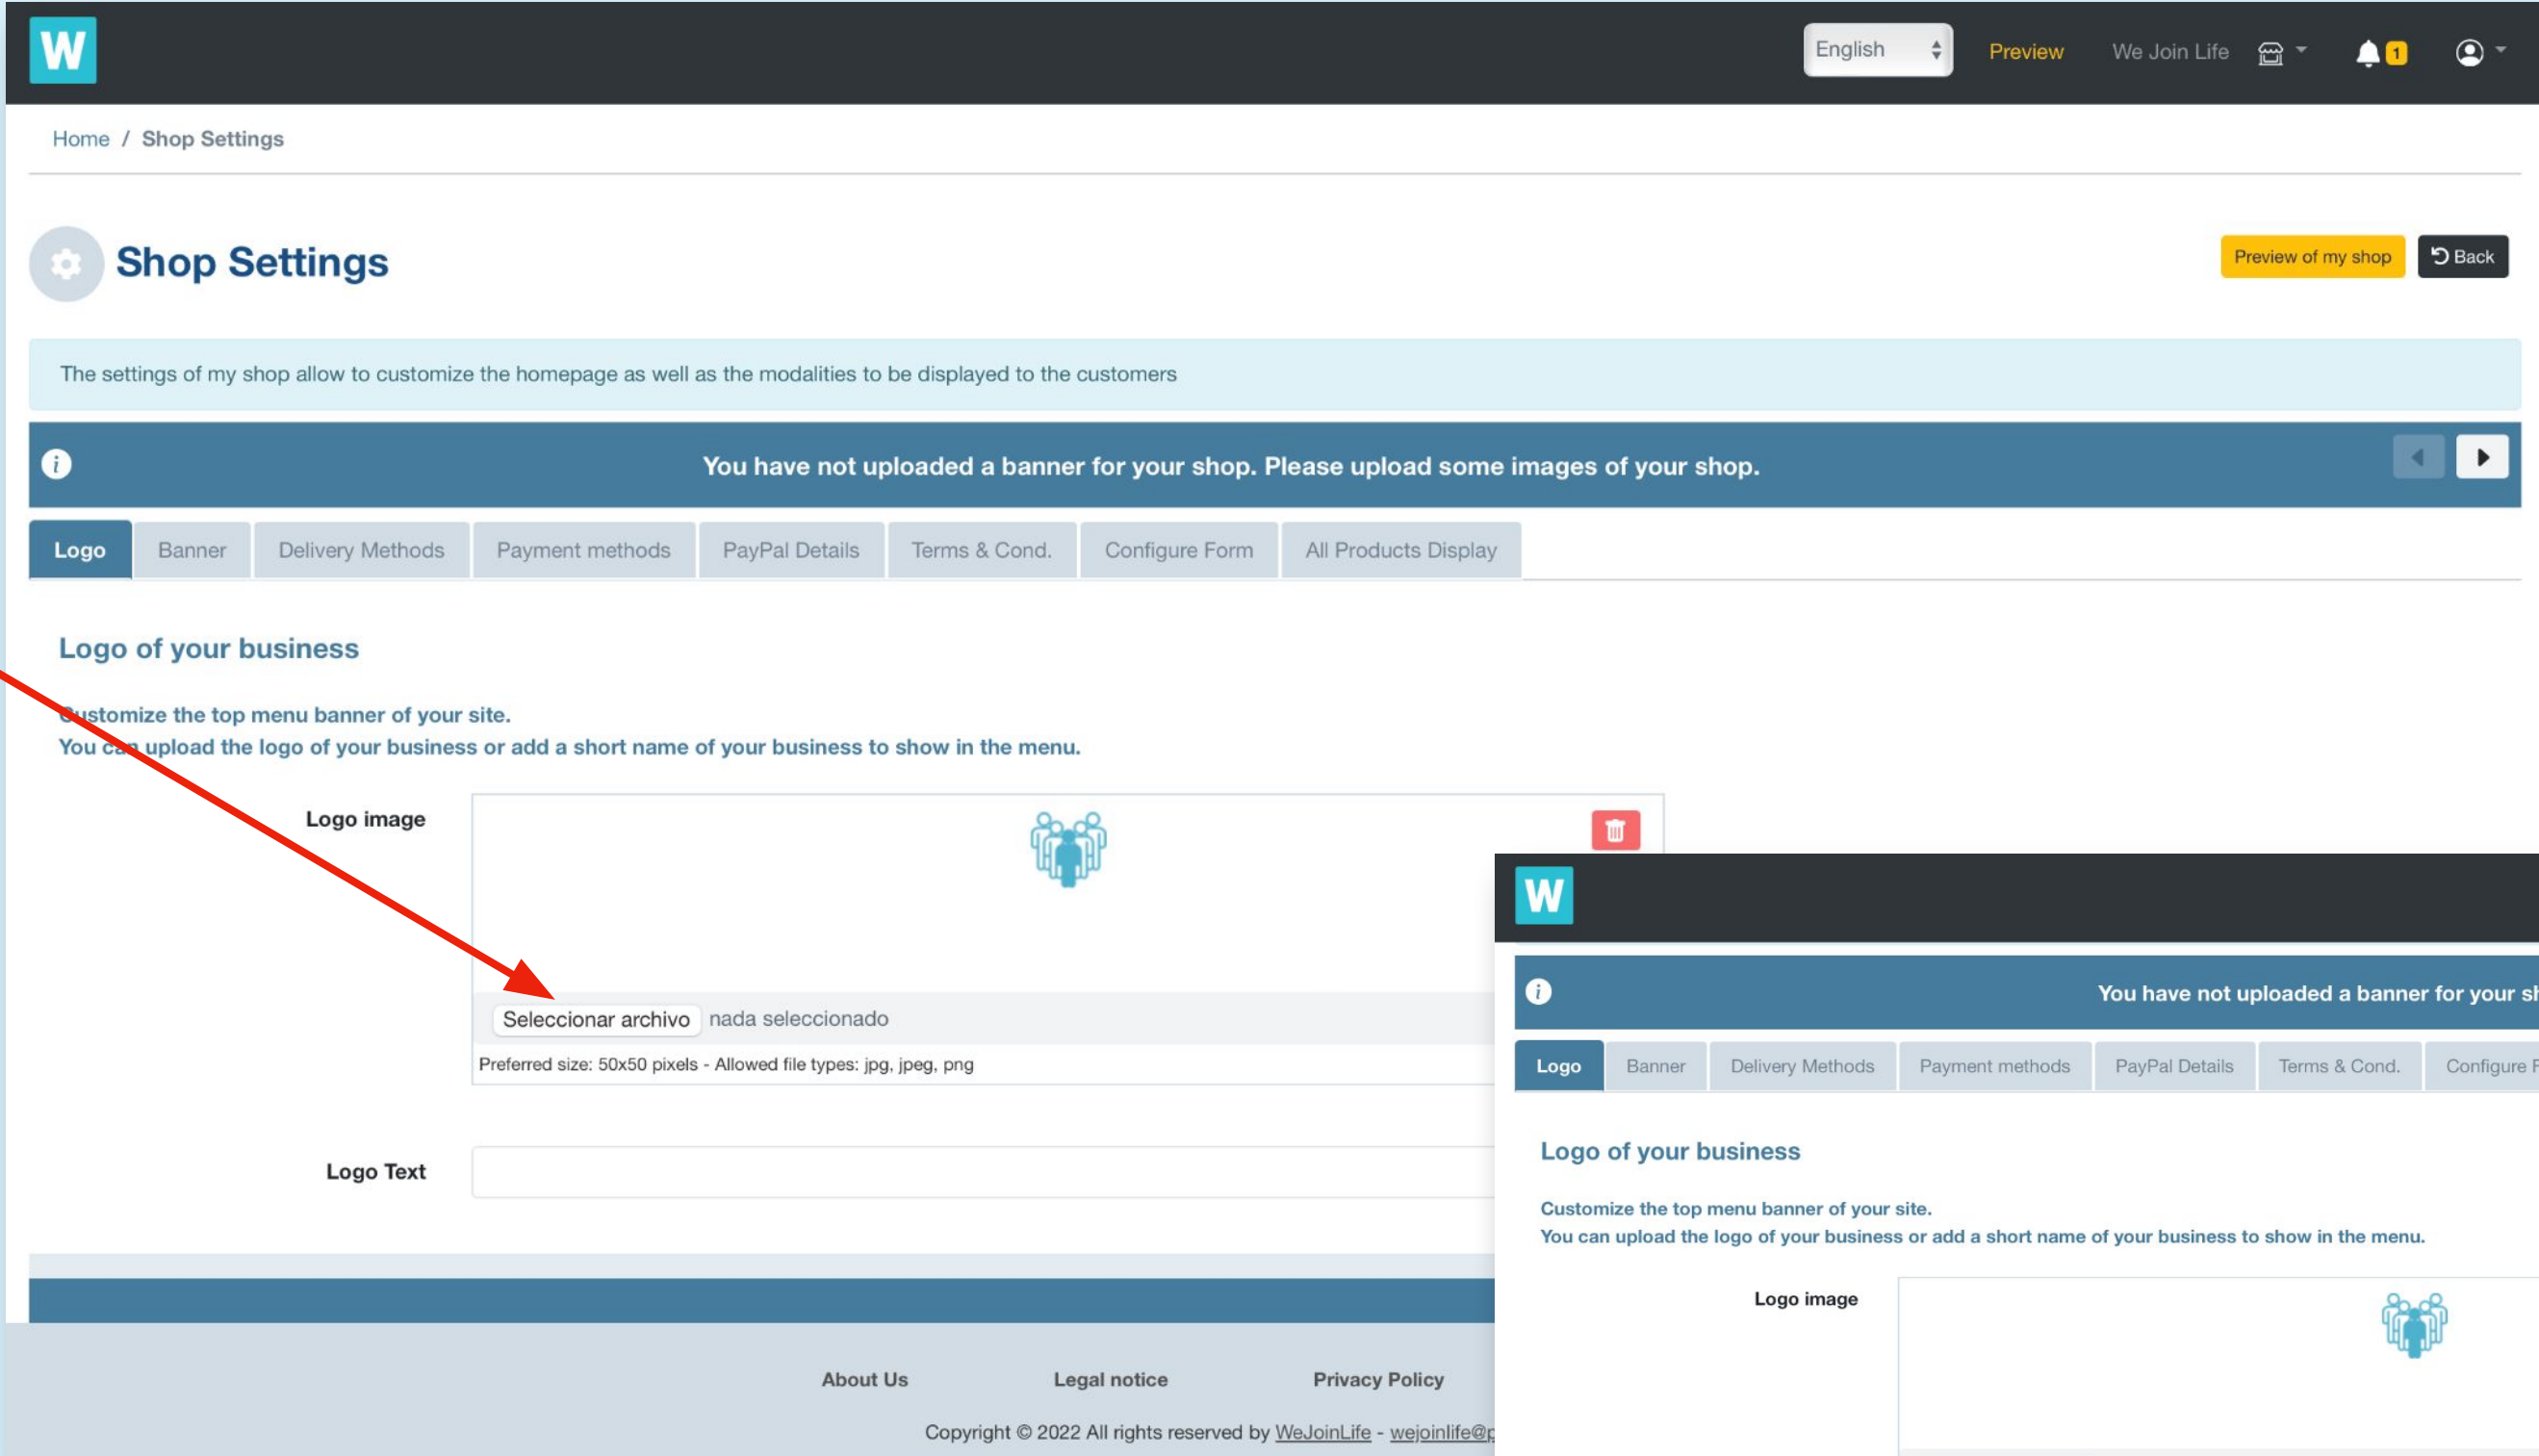 W
English
Preview
We Join Life
1
Home / Shop Settings
Shop Settings
Preview of my shop
Back
The settings of my shop allow to customize the homepage as well as the modalities to be displayed to the customers
You have not uploaded a banner for your shop. Please upload some images of your shop.
Logo
Banner
Delivery Methods
Payment methods
PayPal Details
Terms & Cond.
Configure Form
All Products Display
Logo of your business
Customize the top menu banner of your site.
You can upload the logo of your business or add a short name of your business to show in the menu.
Logo image
Seleccionar archivo nada seleccionado
Preferred size: 50x50 pixels - Allowed file types: jpg, jpeg, png
Logo Text
About Us
Legal notice
Privacy Policy
Copyright © 2022 All rights reserved by WeJoinLife - wejoinlife@
W
You have not uploaded a banner for your
Logo
Banner
Delivery Methods
Payment methods
PayPal Details
Terms & Cond.
Configure
Logo of your business
Customize the top menu banner of your site.
You can upload the logo of your business or add a short name of your business to show in the menu.
Logo image